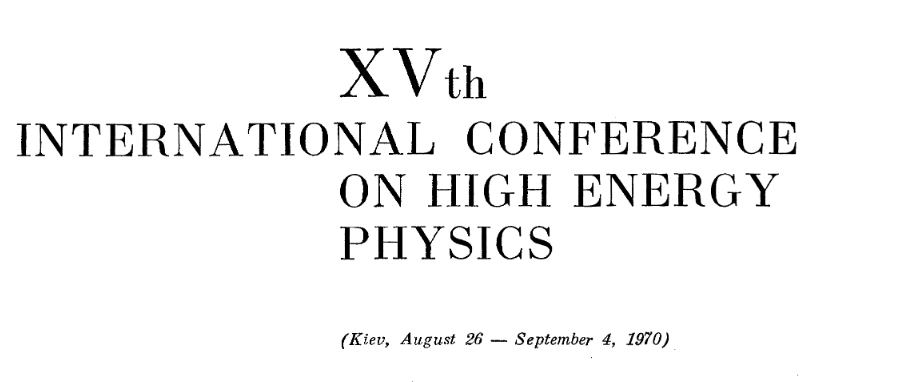 XVth
INTERNATIONAL CONFERENCE
ON HIGH ENERGY
PHYSICS
(Kiev, August 26 — September 4, 1970)